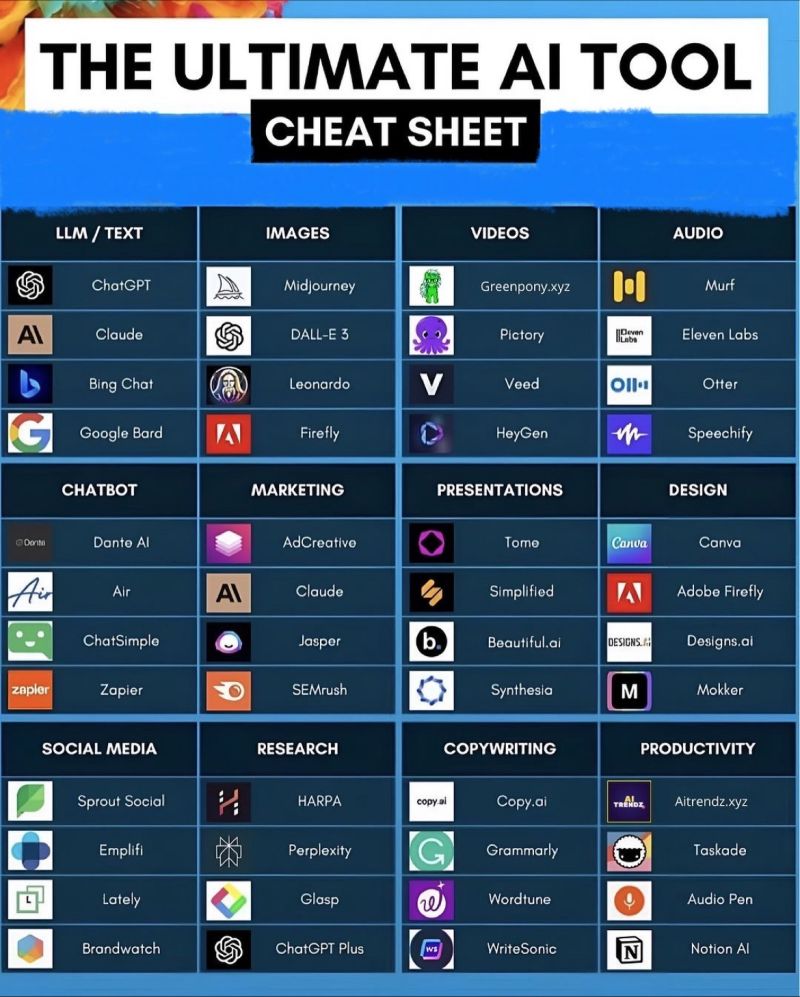 THE ULTIMATE AI TOOL
CHEAT SHEET
LLM / TEXT
ChatGPT
Claude
Bing Chat
Google Bard
IMAGES
Midjourney
DALL-E 3
Leonardo
Firefly
VIDEOS
Greenpony.xyz
Pictory
Veed
HeyGen
AUDIO
Murf
Eleven Labs
Eleven Labs
Otter
Speechify
CHATBOT
Dante
Dante AI
Air
Air
ChatSimple
zapier
Zapier
MARKETING
AdCreative
Claude
Jasper
SEMrush
PRESENTATIONS
Tome
Simplified
b.
Beautiful.ai
Synthesia
DESIGN
Canva
Canva
Adobe Firefly
DESIGNS.ai
Designs.ai
M
Mokker
SOCIAL MEDIA
Sprout Social
Emplifi
Lately
Brandwatch
RESEARCH
HARPA
Perplexity
Glasp
ChatGPT Plus
COPYWRITING
copy.ai
Copy.ai
Grammarly
Wordtune
WS
WriteSonic
PRODUCTIVITY
AI TRENDZ
Aitrendz.xyz
Taskade
Audio Pen
N
Notion AI